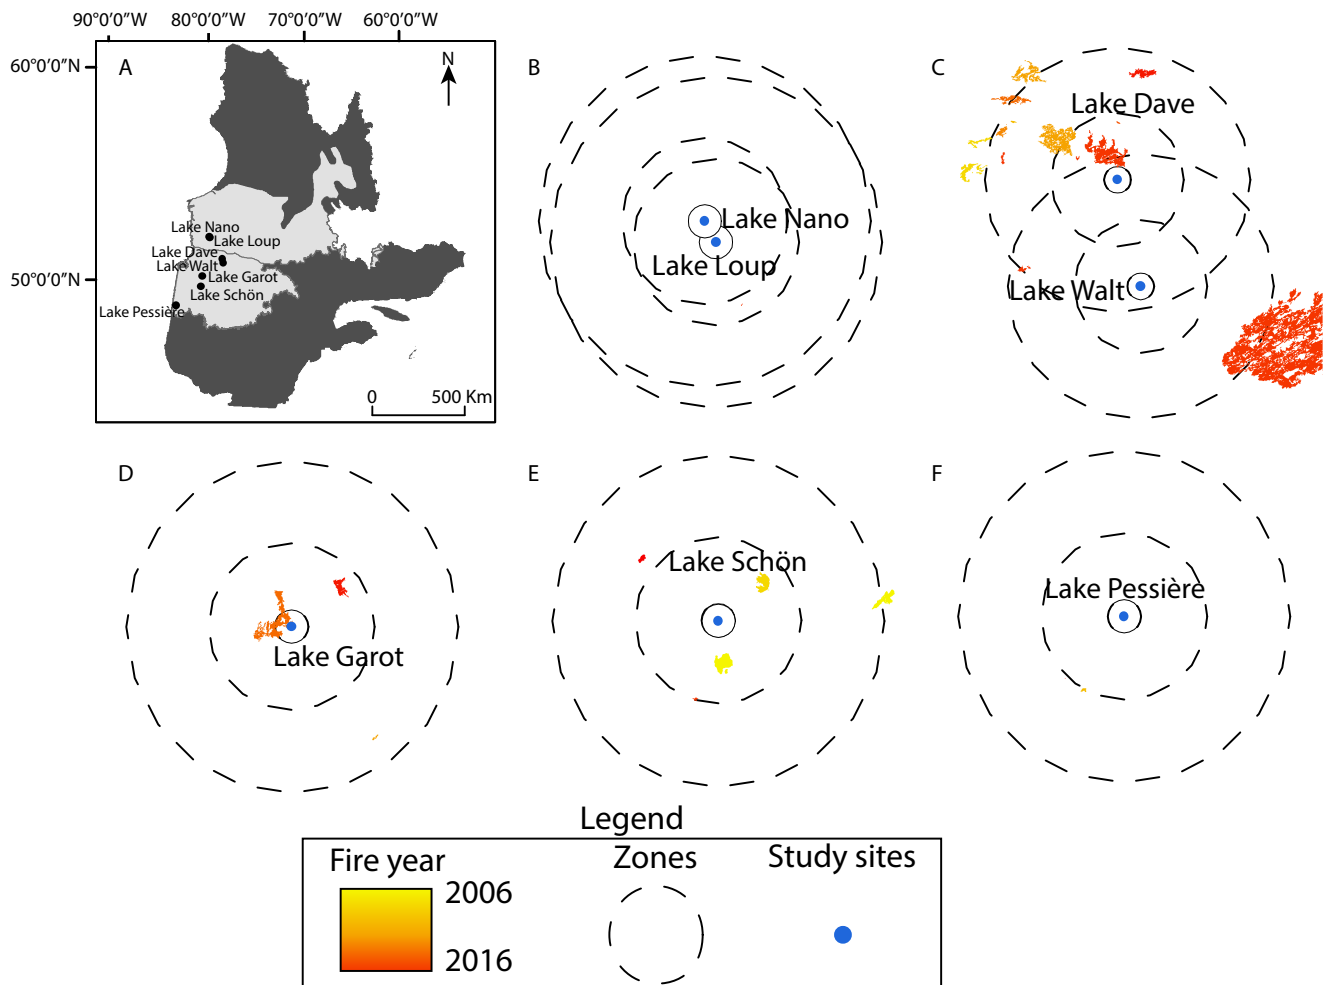 90°0′0″W 80°0′0″W 70°0′0″W 60°0′0″W
60°0′0″N
50°0′0″N
A
N
Lake Nano
Lake Loup
Lake Dave
Lake Walt
Lake Garot
Lake Schön
Lake Pessière
0 500 Km
B
Lake Nano
Lake Loup
C
Lake Dave
Lake Walt
D
Lake Garot
E
Lake Schön
F
Lake Pessière
Legend
Fire year
2006
2016
Zones
Study sites